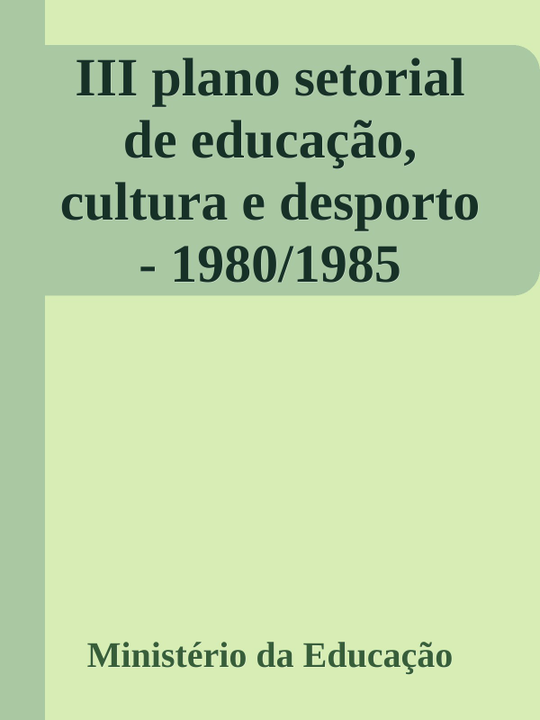 III plano setorial
de educação,
cultura e desporto
- 1980/1985
Ministério da Educação